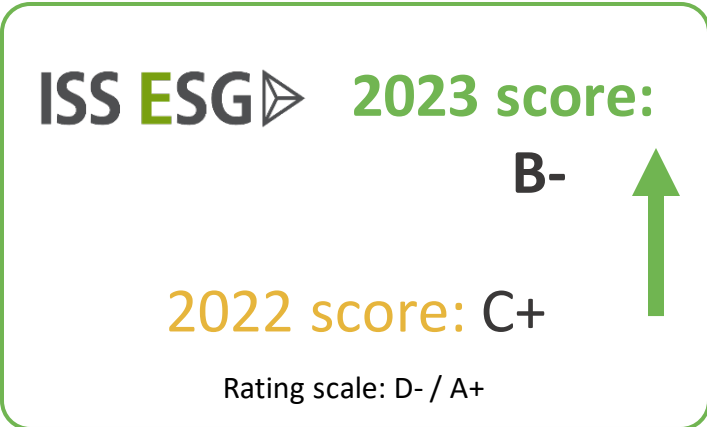 ISS ESG 2023 score:
B-
2022 score: C+
Rating scale: D- / A+